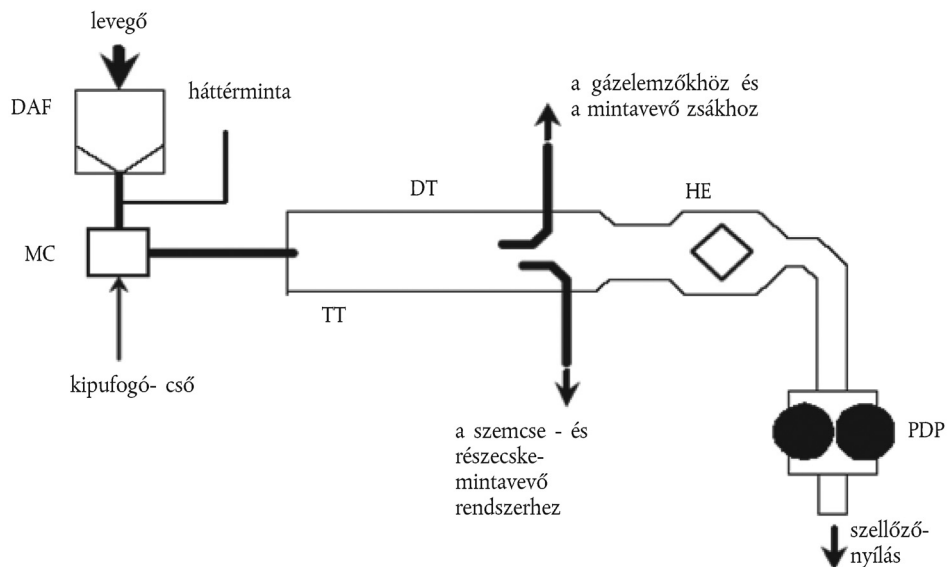 levegő
DAF
háttérminta
a gázelemzőkhöz és
a mintavevő zsákhoz
DT
HE
MC
TT
kipufogó- cső
a szemcse - és
részecske-
mintavevő
rendszerhez
PDP
szellőző-
nyílás